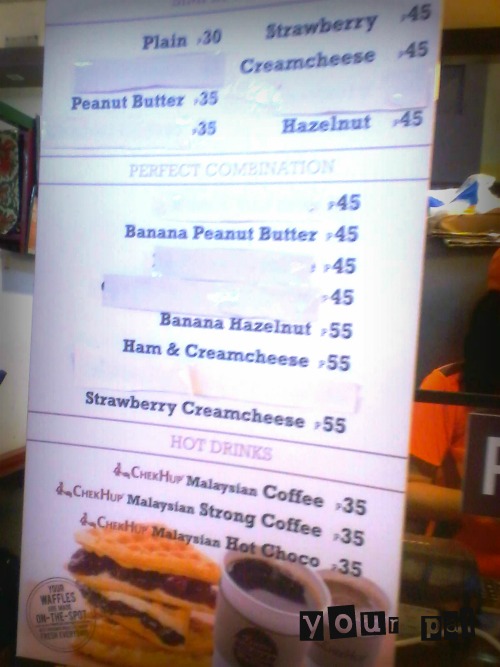 Plain ₱30
Strawberry ₱45
Creamcheese ₱45
Peanut Butter ₱35
₱35
Hazelnut ₱45
PERFECT COMBINATION
₱45
Banana Peanut Butter ₱45
₱45
₱45
Banana Hazelnut ₱55
Ham & Creamcheese ₱55
Strawberry Creamcheese ₱55
HOT DRINKS
CHEKHUP Malaysian Coffee ₱35
CHEKHUP Malaysian Strong Coffee ₱35
CHEKHUP Malaysian Hot Choco ₱35
YOUR
WAFFLES
ARE MADE
ON-THE-SPOT
your